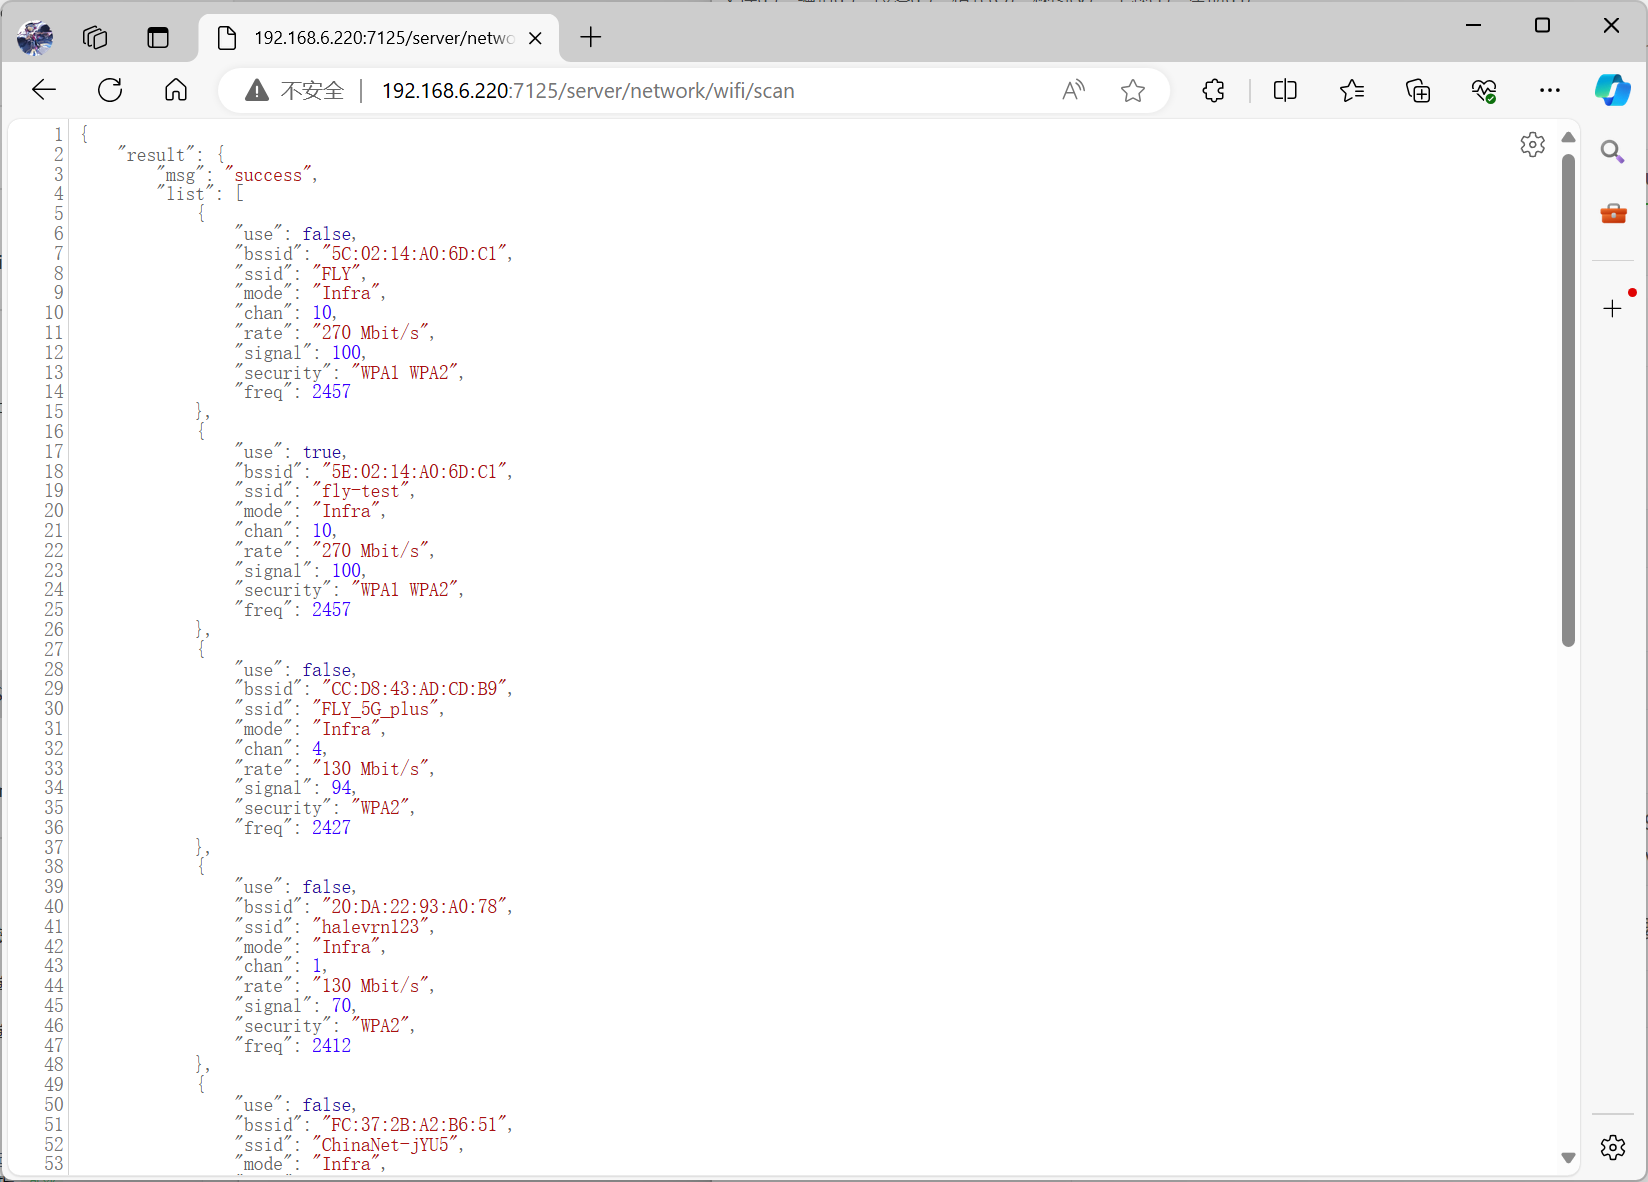 192.168.6.220:7125/server/netwo
不安全 192.168.6.220:7125/server/network/wifi/scan
1 {
2 "result": {
3 "msg": "success",
4 "list": [
5 {
6 "use": false,
7 "bssid": "5C:02:14:A0:6D:C1",
8 "ssid": "FLY",
9 "mode": "Infra",
10 "chan": 10,
11 "rate": "270 Mbit/s",
12 "signal": 100,
13 "security": "WPA1 WPA2",
14 "freq": 2457
15 },
16 {
17 "use": true,
18 "bssid": "5E:02:14:A0:6D:C1",
19 "ssid": "fly-test",
20 "mode": "Infra",
21 "chan": 10,
22 "rate": "270 Mbit/s",
23 "signal": 100,
24 "security": "WPA1 WPA2",
25 "freq": 2457
26 },
27 {
28 "use": false,
29 "bssid": "CC:D8:43:AD:CD:B9",
30 "ssid": "FLY_5G_plus",
31 "mode": "Infra",
32 "chan": 4,
33 "rate": "130 Mbit/s",
34 "signal": 94,
35 "security": "WPA2",
36 "freq": 2427
37 },
38 {
39 "use": false,
40 "bssid": "20:DA:22:93:A0:78",
41 "ssid": "halevrn123",
42 "mode": "Infra",
43 "chan": 1,
44 "rate": "130 Mbit/s",
45 "signal": 70,
46 "security": "WPA2",
47 "freq": 2412
48 },
49 {
50 "use": false,
51 "bssid": "FC:37:2B:A2:B6:51",
52 "ssid": "ChinaNet-jYU5",
53 "mode": "Infra",